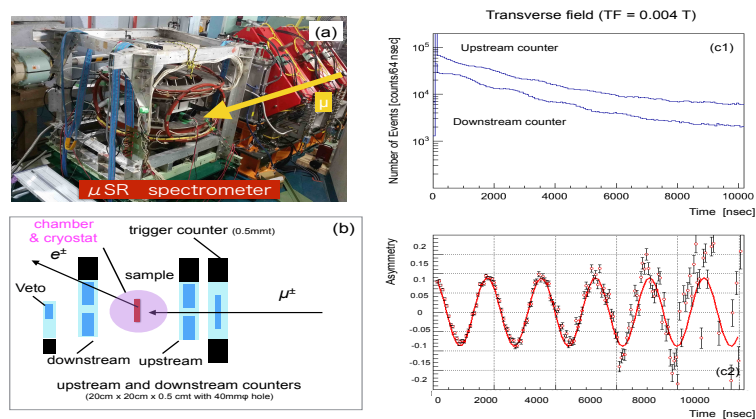 (a)
μ
μSR spectrometer
(b)
chamber
& cryostat
trigger counter (0.5mmt)
e±
sample
Veto
μ±
downstream
upstream
upstream and downstream counters
(20cm x 20cm x 0.5 cmt with 40mmφ hole)
Transverse field (TF = 0.004 T)
(c1)
Number of Events [counts/64 nsec]
10⁵
10⁴
10³
Upstream counter
Downstream counter
0 2000 4000 6000 8000 10000
Time [nsec]
(c2)
Asymmetry
0.2
0.15
0.1
0.05
0
-0.05
-0.1
-0.15
-0.2
0 2000 4000 6000 8000 10000
Time [nsec]